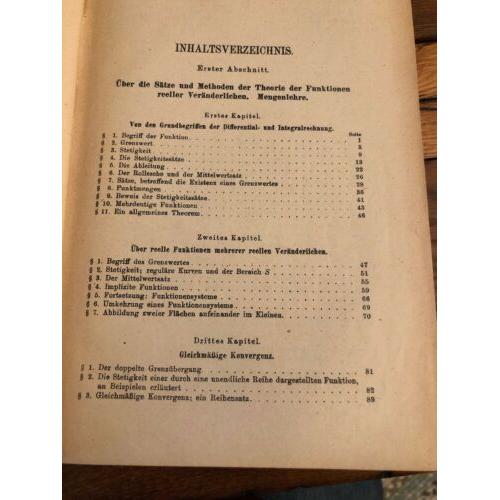 INHALTSVERZEICHNIS.
Erster Abschnitt.
Über die Sätze und Methoden der Theorie der Funktionen
reeller Veränderlichen. Mengenlehre.
Erstes Kapitel.
Von den Grundbegriffen der Differential- und Integralrechnung.
Seite
§ 1. Begriff der Funktion. 1
§ 2. Grenzwert 5
§ 3. Stetigkeit 9
§ 4. Die Stetigkeitssätze 13
§ 5. Die Ableitung 22
§ 6. Der Rollesche und der Mittelwertsatz 26
§ 7. Sätze, betreffend die Existenz eines Grenzwertes 28
§ 8. Punktmengen 36
§ 9. Beweis der Stetigkeitssätze 41
§ 10. Mehrdeutige Funktionen 43
§ 11. Ein allgemeines Theorem 46
Zweites Kapitel.
Über reelle Funktionen mehrerer reellen Veränderlichen.
§ 1. Begriff des Grenzwertes 47
§ 2. Stetigkeit; reguläre Kurven und der Bereich S 51
§ 3. Der Mittelwertsatz 55
§ 4. Implizite Funktionen 59
§ 5. Fortsetzung: Funktionensysteme 66
§ 6. Umkehrung eines Funktionensystems 69
§ 7. Abbildung zweier Flächen aufeinander im Kleinen. 70
Drittes Kapitel.
Gleichmäßige Konvergenz.
§ 1. Der doppelte Grenzübergang 81
§ 2. Die Stetigkeit einer durch eine unendliche Reihe dargestellten Funktion,
an Beispielen erläutert 82
§ 3. Gleichmäßige Konvergenz; ein Reihensatz 89